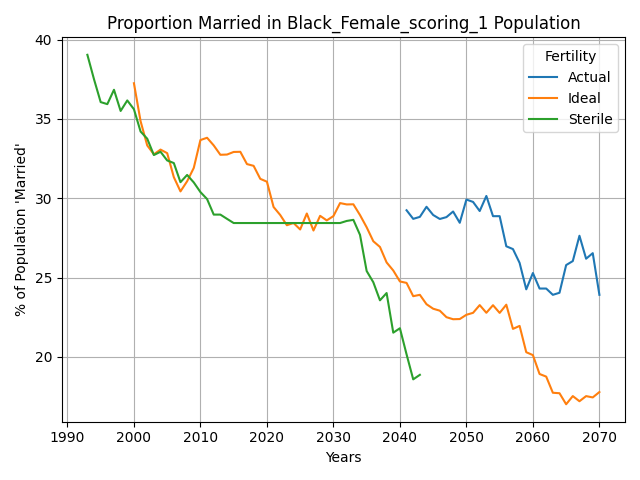 Proportion Married in Black_Female_scoring_1 Population
% of Population 'Married'
40
35
30
25
20
Fertility
Actual
Ideal
Sterile
1990 2000 2010 2020 2030 2040 2050 2060 2070
Years